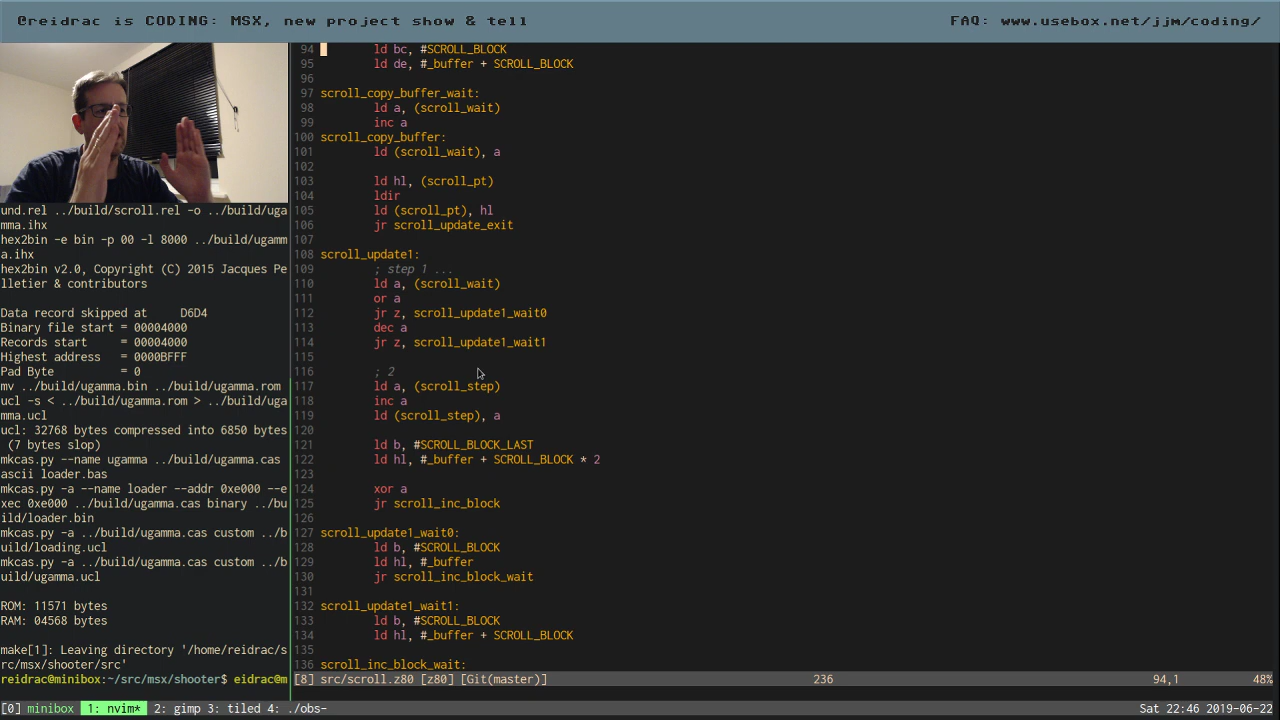 @reidrac is CODING: MSX, new project show & tell
FAQ: www.usebox.net/jjm/coding/
und.rel ../build/scroll.rel -o ../build/uga
mma.ihx
hex2bin -e bin -p 00 -l 8000 ../build/ugamm
a.ihx
hex2bin v2.0, Copyright (C) 2015 Jacques Pe
lletier & contributors
Data record skipped at     D6D4
Binary file start = 00004000
Records start     = 00004000
Highest address   = 0000BFFF
Pad Byte          = 0
mv ../build/ugamma.bin ../build/ugamma.rom
ucl -s < ../build/ugamma.rom > ../build/uga
mma.ucl
ucl: 32768 bytes compressed into 6850 bytes
(7 bytes slop)
mkcas.py --name ugamma ../build/ugamma.cas
ascii loader.bas
mkcas.py -a --name loader --addr 0xe000 --e
xec 0xe000 ../build/ugamma.cas binary ../bu
ild/loader.bin
mkcas.py -a ../build/ugamma.cas custom ../b
uild/loading.ucl
mkcas.py -a ../build/ugamma.cas custom ../b
uild/ugamma.ucl
ROM: 11571 bytes
RAM: 04568 bytes
make[1]: Leaving directory '/home/reidrac/s
rc/msx/shooter/src'
reidrac@minibox:~/src/msx/shooter$ eidrac@m
94 ld bc, #SCROLL_BLOCK
95 ld de, #_buffer + SCROLL_BLOCK
96
97 scroll_copy_buffer_wait:
98 ld a, (scroll_wait)
99 inc a
100 scroll_copy_buffer:
101 ld (scroll_wait), a
102
103 ld hl, (scroll_pt)
104 ldir
105 ld (scroll_pt), hl
106 jr scroll_update_exit
107
108 scroll_update1:
109 ; step 1 ...
110 ld a, (scroll_wait)
111 or a
112 jr z, scroll_update1_wait0
113 dec a
114 jr z, scroll_update1_wait1
115
116 ; 2
117 ld a, (scroll_step)
118 inc a
119 ld (scroll_step), a
120
121 ld b, #SCROLL_BLOCK_LAST
122 ld hl, #_buffer + SCROLL_BLOCK * 2
123
124 xor a
125 jr scroll_inc_block
126
127 scroll_update1_wait0:
128 ld b, #SCROLL_BLOCK
129 ld hl, #_buffer
130 jr scroll_inc_block_wait
131
132 scroll_update1_wait1:
133 ld b, #SCROLL_BLOCK
134 ld hl, #_buffer + SCROLL_BLOCK
135
136 scroll_inc_block_wait:
[8] src/scroll.z80 [z80] [Git(master)] 236 94,1 48%
[0] minibox 1: nvim* 2: gimp 3: tiled 4: ./obs- Sat 22:46 2019-06-22